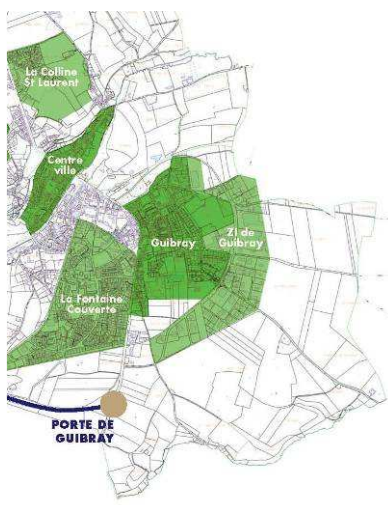 La Colline
St Laurent
Centre
ville
Guibray
ZI de
Guibray
La Fontaine
Couverte
PORTE DE
GUIBRAY